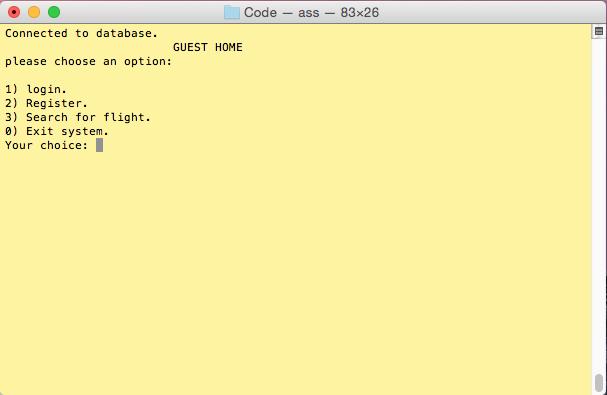 Code — ass — 83×26
Connected to database.
GUEST HOME
please choose an option:
1) login.
2) Register.
3) Search for flight.
0) Exit system.
Your choice: